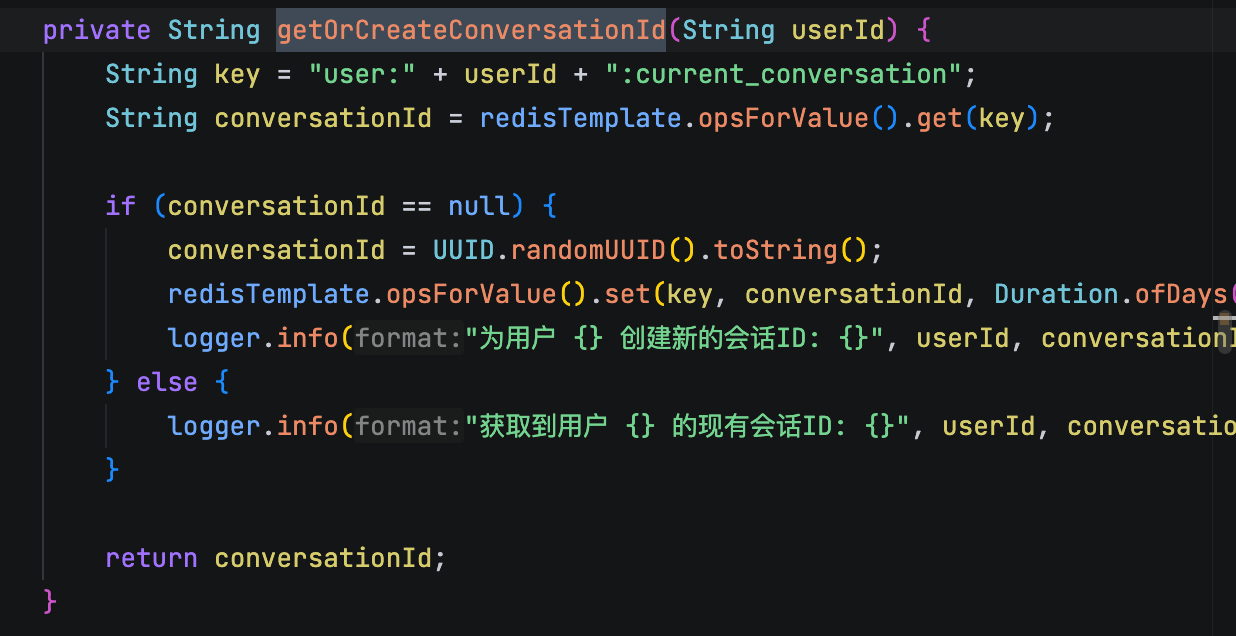 private String getOrCreateConversationId(String userId) {
String key = "user:" + userId + ":current_conversation";
String conversationId = redisTemplate.opsForValue().get(key);
if (conversationId == null) {
conversationId = UUID.randomUUID().toString();
redisTemplate.opsForValue().set(key, conversationId, Duration.ofDays(
logger.info(format:"为用户 {} 创建新的会话ID: {}", userId, conversationI
} else {
logger.info(format:"获取到用户 {} 的现有会话ID: {}", userId, conversatio
}
return conversationId;
}